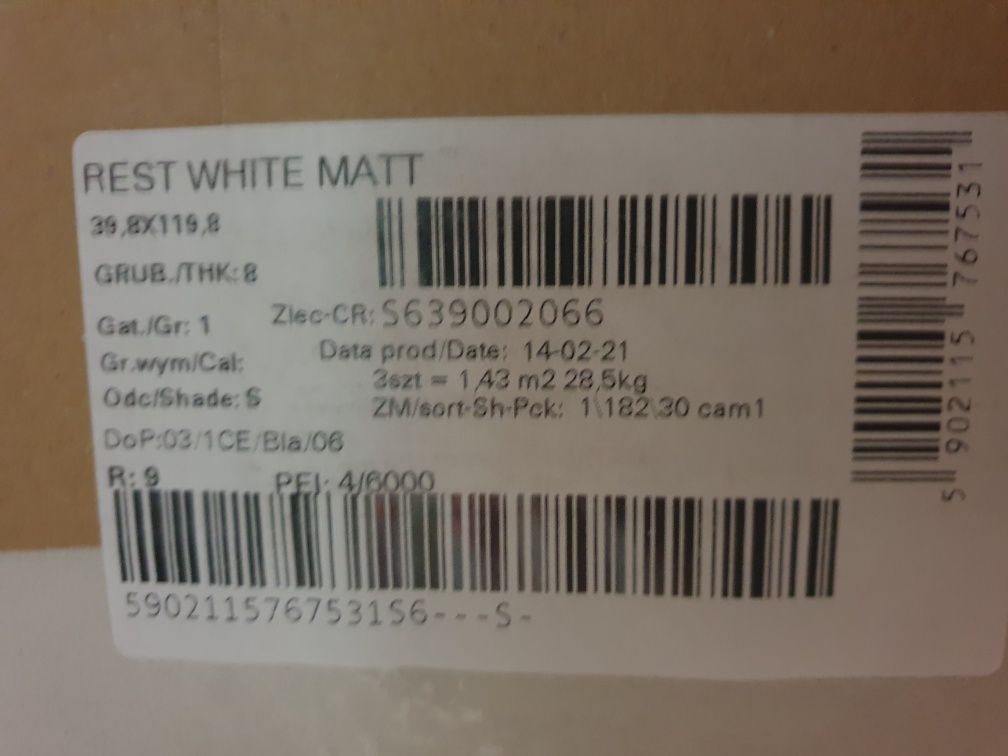 REST WHITE MATT
39,8X119,8
GRUB./THK: 8
Gat./Gr: 1
Zlec-CR: S639002066
Gr.wym/Cal:
Data prod/Date: 14-02-21
3szt = 1,43 m2 28,5kg
Odc/Shade: S
ZM/sort-Sh-Pck: 1\182\30 cam1
DoP:03/1CE/BIa/06
R: 9
PEI: 4/6000
590211576753156---S-
5 902115 767531